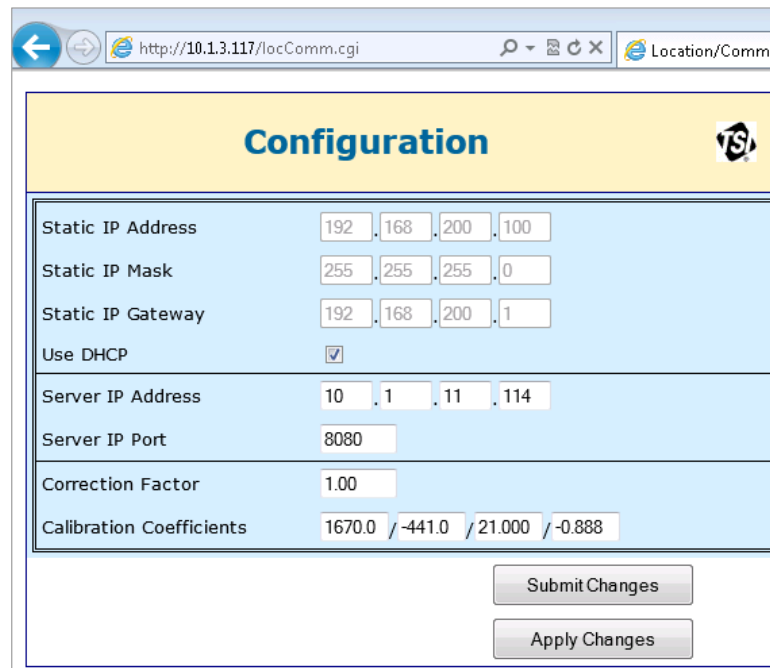 http://10.1.3.117/locComm.cgi
Location/Comm
Configuration
TSI
Static IP Address 192 . 168 . 200 . 100
Static IP Mask 255 . 255 . 255 . 0
Static IP Gateway 192 . 168 . 200 . 1
Use DHCP
Server IP Address 10 . 1 . 11 . 114
Server IP Port 8080
Correction Factor 1.00
Calibration Coefficients 1670.0 / -441.0 / 21.000 / -0.888
Submit Changes
Apply Changes